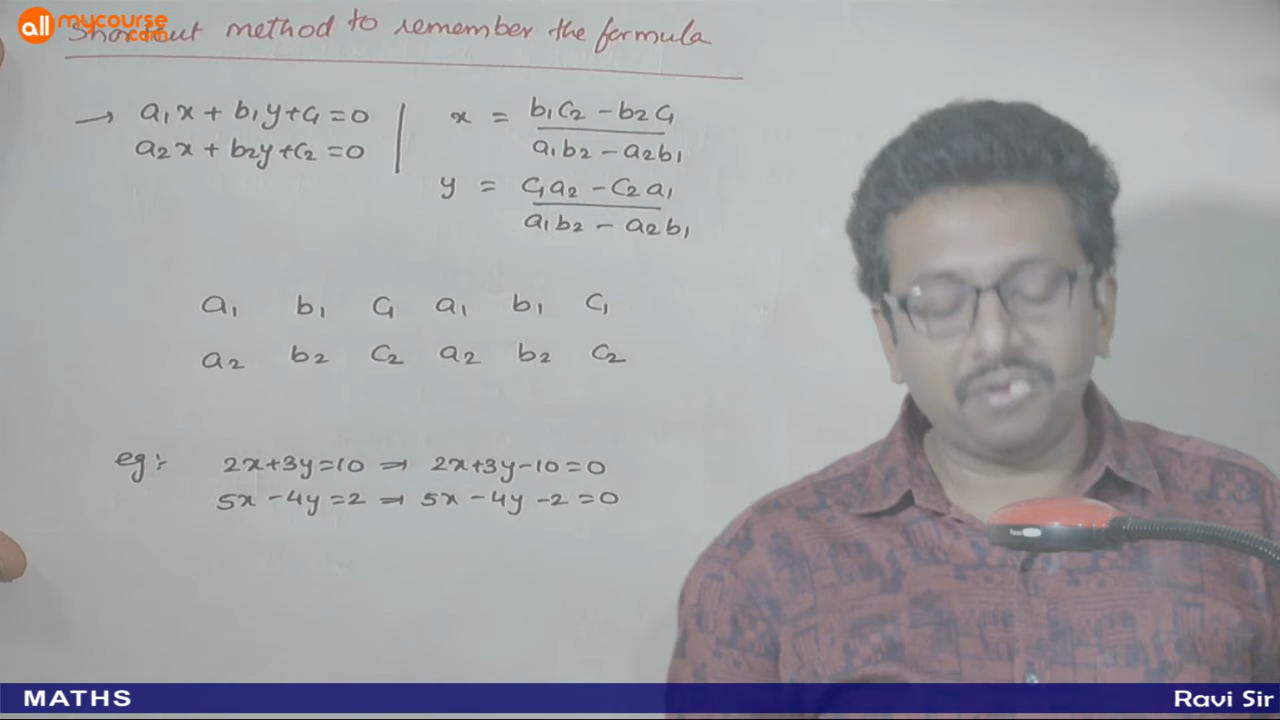 all mycourse.com
Shortcut method to remember the formula
→ a₁x + b₁y + c₁ = 0
a₂x + b₂y + c₂ = 0
x = (b₁c₂ - b₂c₁) / (a₁b₂ - a₂b₁)
y = (c₁a₂ - c₂a₁) / (a₁b₂ - a₂b₁)
a₁ b₁ c₁ a₁ b₁ c₁
a₂ b₂ c₂ a₂ b₂ c₂
eg:- 2x+3y=10 ⇒ 2x+3y-10=0
5x-4y=2 ⇒ 5x-4y-2=0
MATHS
Ravi Sir